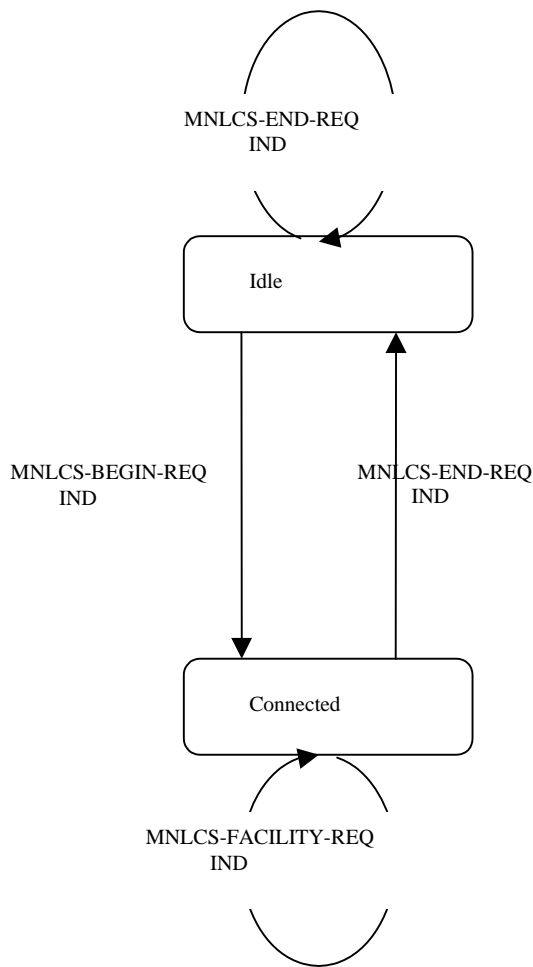 MNLCS-END-REQ
IND
Idle
MNLCS-BEGIN-REQ
IND
MNLCS-END-REQ
IND
Connected
MNLCS-FACILITY-REQ
IND